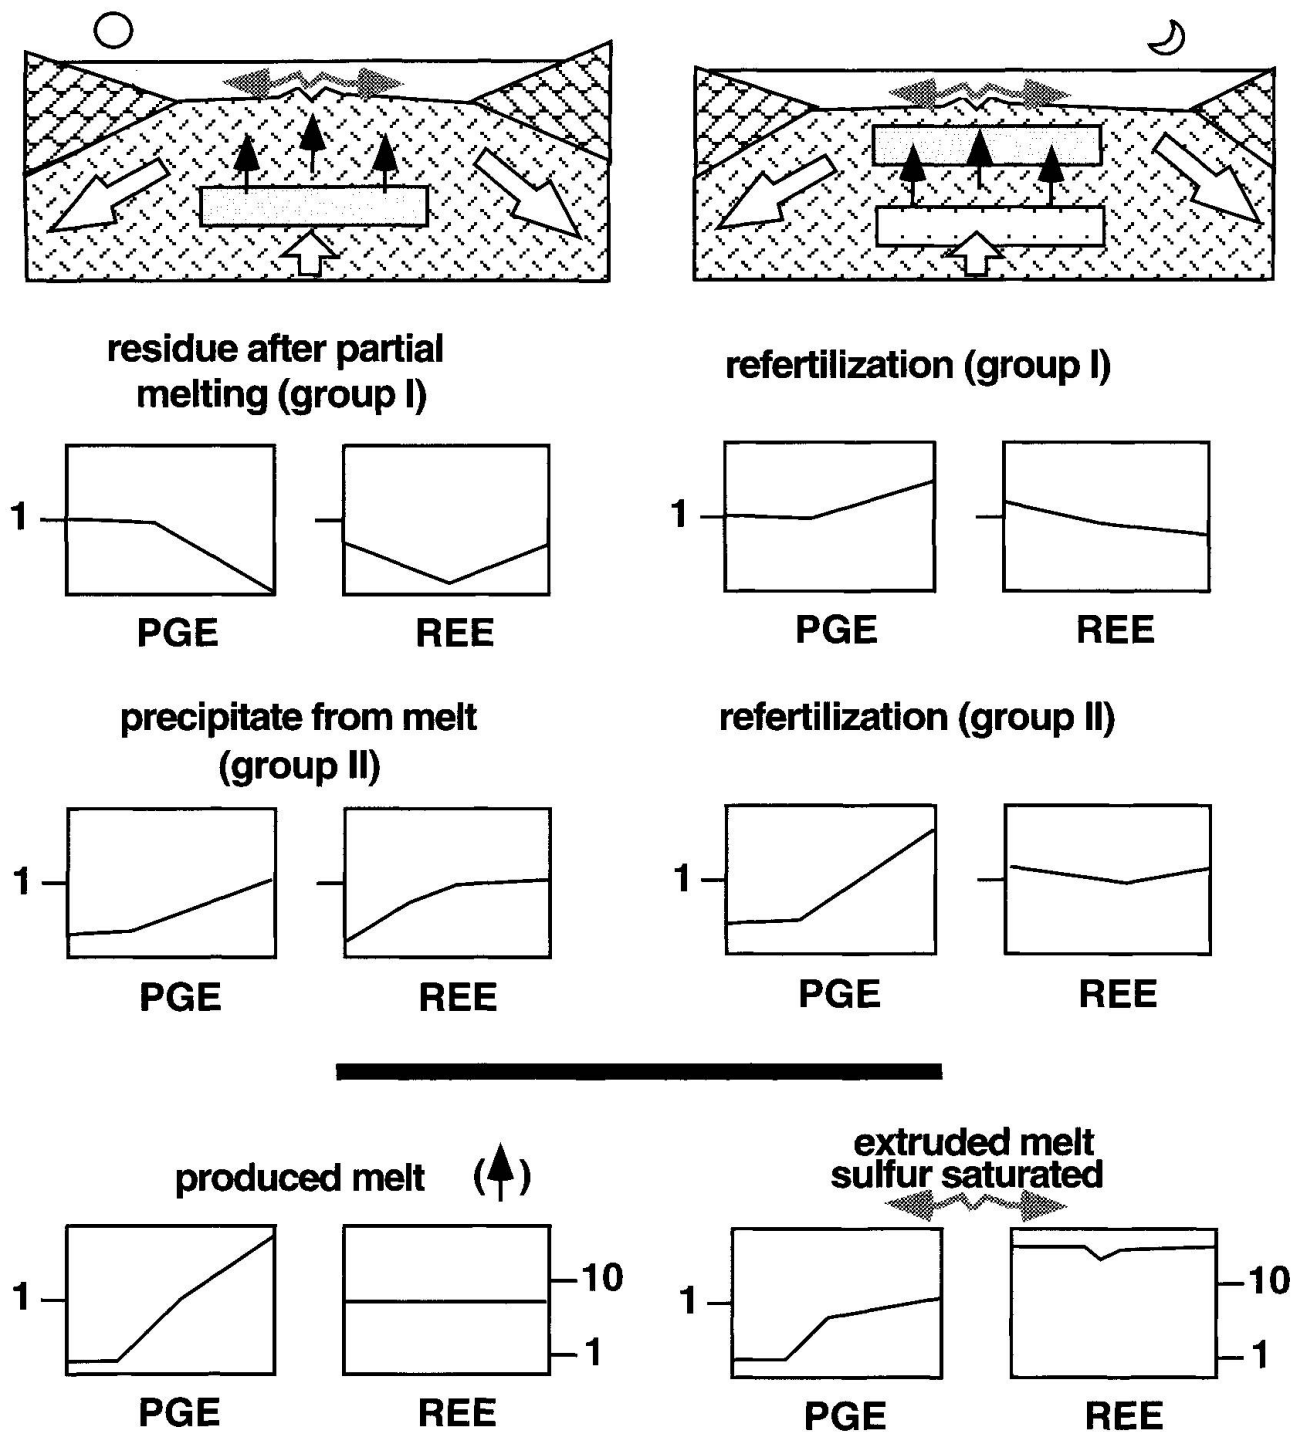 residue after partial
melting (group I)
refertilization (group I)
1
PGE
REE
1
PGE
REE
precipitate from melt
(group II)
refertilization (group II)
1
PGE
REE
1
PGE
REE
produced melt ( )
extruded melt
sulfur saturated
1
10
1
PGE
REE
1
10
1
PGE
REE